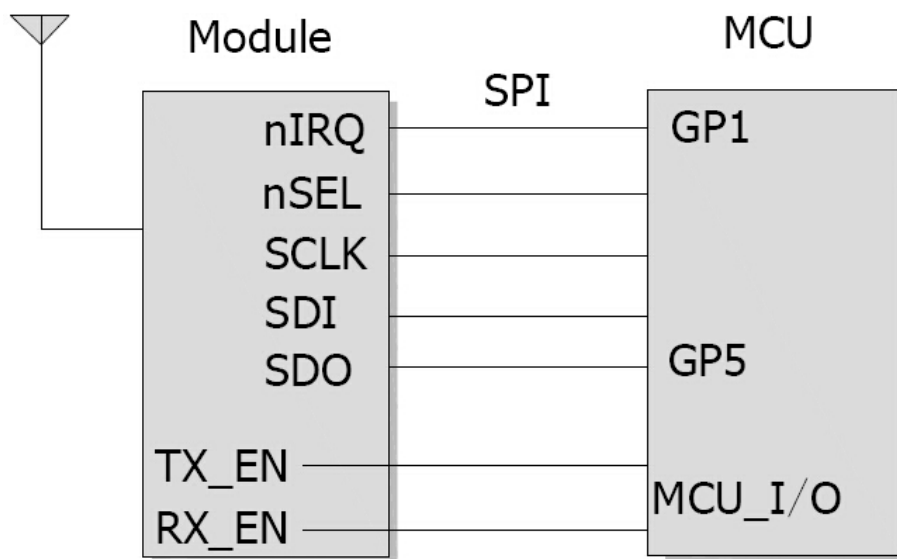 Module
MCU
SPI
nIRQ
GP1
nSEL
SCLK
SDI
SDO
GP5
TX_EN
MCU_I/O
RX_EN